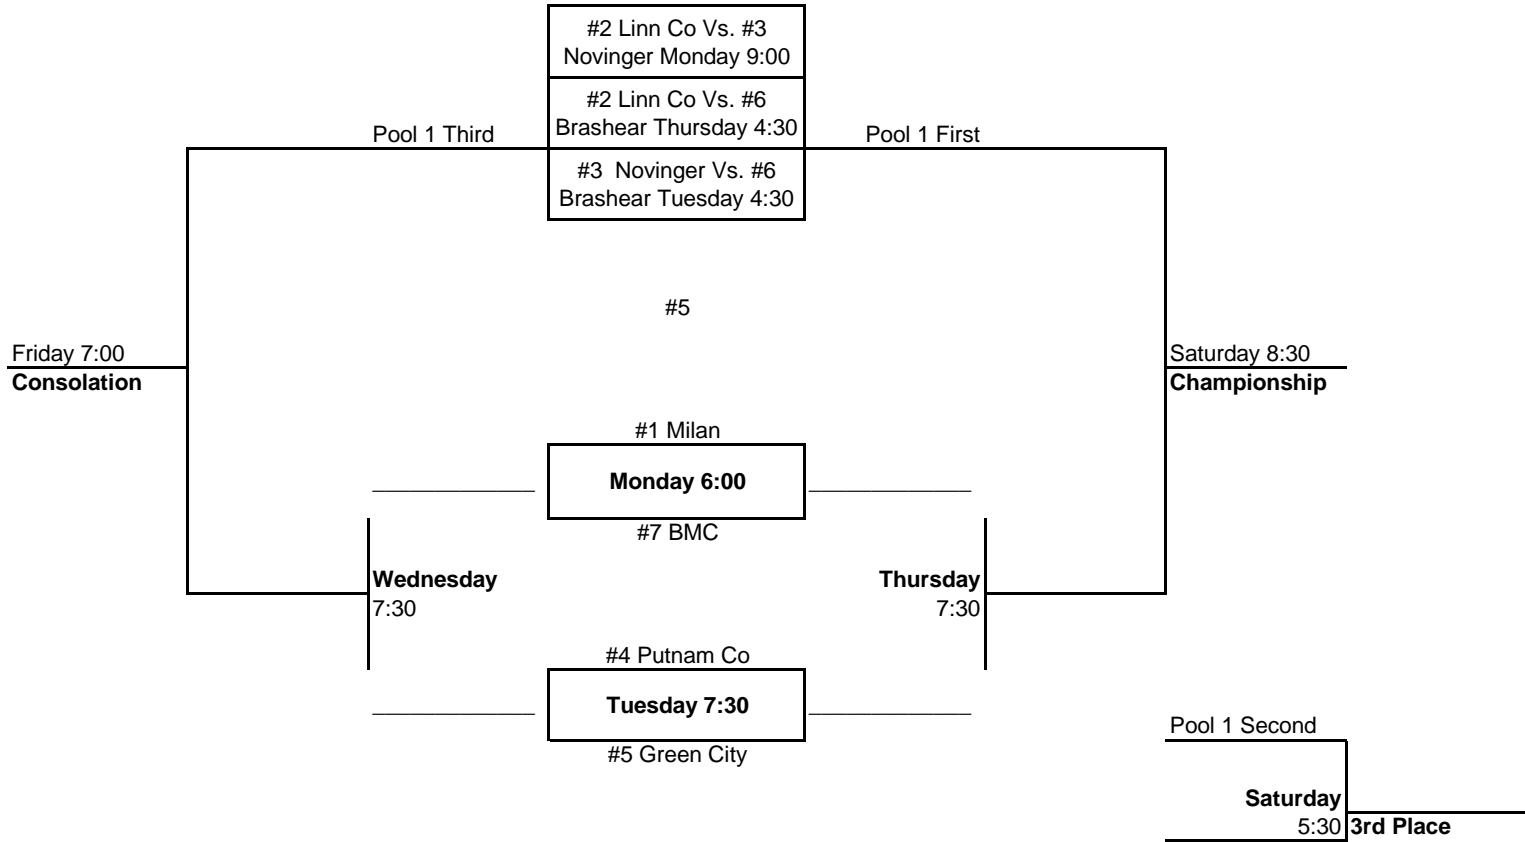 #2 Linn Co Vs. #3
Novinger Monday 9:00
#2 Linn Co Vs. #6
Brashear Thursday 4:30
Pool 1 Third
Pool 1 First
#3  Novinger Vs. #6
Brashear Tuesday 4:30
#5
Friday 7:00
Consolation
Saturday 8:30
Championship
#1 Milan
Monday 6:00
#7 BMC
Wednesday
7:30
Thursday
7:30
#4 Putnam Co
Tuesday 7:30
#5 Green City
Pool 1 Second
Saturday
5:30
3rd Place